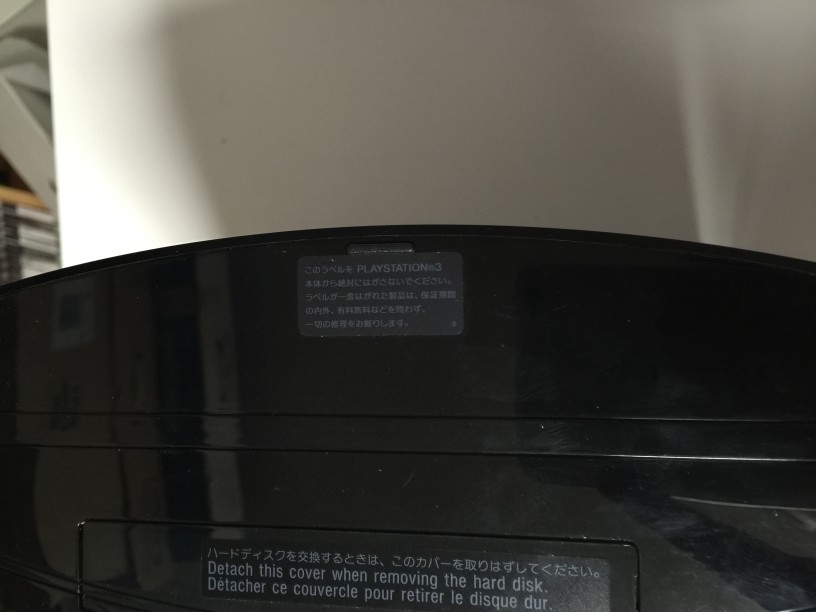 このラベルを PLAYSTATION®3
本体から絶対にはがさないでください。
ラベルが一度はがれた製品は、保証期間
の内外、有料無料などを問わず、
一切の修理をお断りします。
ハードディスクを交換するときは、このカバーを取りはずしてください。
Detach this cover when removing the hard disk.
Détacher ce couvercle pour retirer le disque dur.